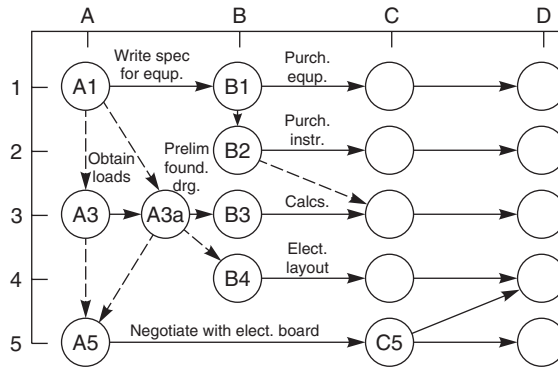 A B C D
Write spec
for equp.
Purch.
equp.
1 A1 B1
Purch.
instr.
2 B2
Obtain
loads
Prelim
found.
drg.
3 A3 A3a B3
Calcs.
Elect.
layout
4 B4
Negotiate with elect. board
5 A5 C5